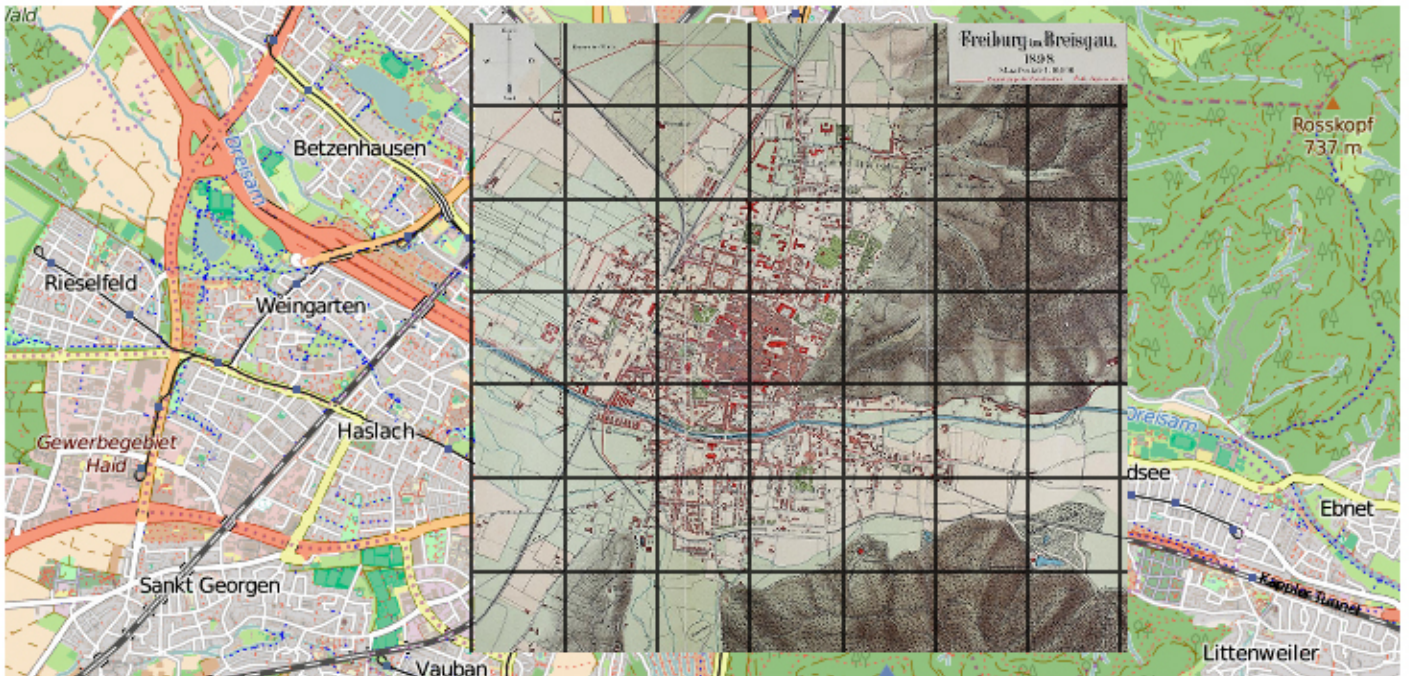 ald
Freiburg im Breisgau,
1898.
Rosskopf
737 m
Betzenhausen
Dreisam
Rieselfeld
Weingarten
Haslach
Dreisam
Gewerbegebiet
Haid
dsee
Ebnet
Sankt Georgen
Kappler Tunnel
Vauban
Littenweiler